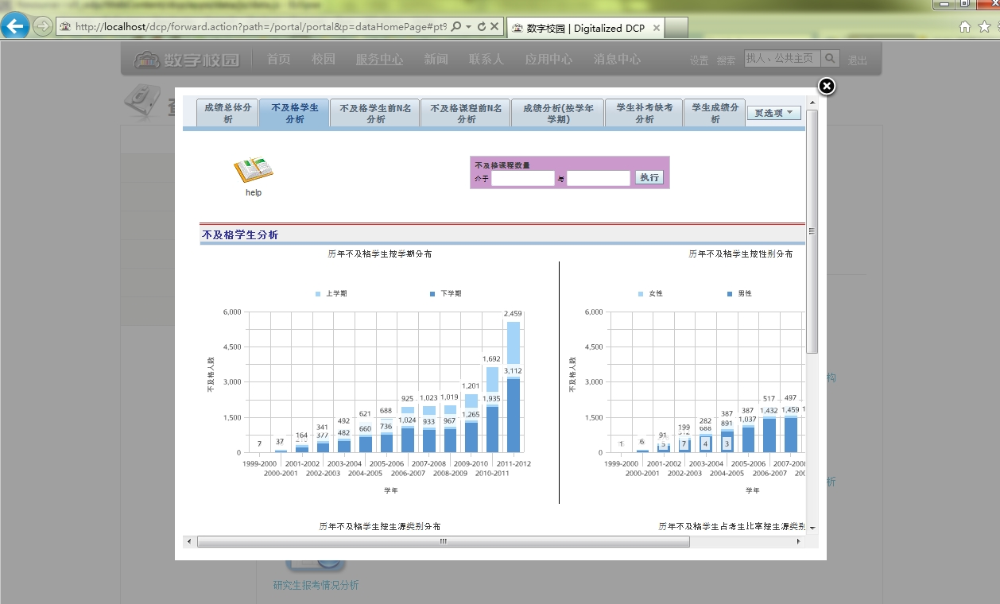 http://localhost/dcp/forward.action?path=/portal/portal&p=dataHomePage#pt
数字校园 | Digitalized DCP
数字校园 首页 校园 服务中心 新闻 联系人 应用中心 消息中心 设置 搜索 找人、公共主页 退出
成绩总体分析
不及格学生分析
不及格学生前N名分析
不及格课程前N名分析
成绩分析(按学年学期)
学生补考缺考分析
学生成绩分析
页选项
help
不及格课程数量
介于 与 执行
不及格学生分析
历年不及格学生按学期分布
上学期 下学期
不及格人数
6,000
4,500
3,000
1,500
0
2,459
1,692
3,112
1,201
925 1,023 1,019
1,935
621 688
492
341
164
37
7
1,265
1,024 933 967
736
660
482
377
1999-2000 2001-2002 2003-2004 2005-2006 2007-2008 2009-2010 2011-2012
2000-2001 2002-2003 2004-2005 2006-2007 2008-2009 2010-2011
学年
历年不及格学生按性别分布
女性 男性
不及格人数
6,000
4,500
3,000
1,500
0
517 497
387 387
282
199
91
6
1
1,432 1,459
1,037
891
688
5 7 4 3
1999-2000 2001-2002 2003-2004 2005-2006 2007-200
2000-2001 2002-2003 2004-2005 2006-2007
学年
历年不及格学生按生源类别分布
历年不及格学生占考生比率按生源类别
构
析
研究生报考情况分析